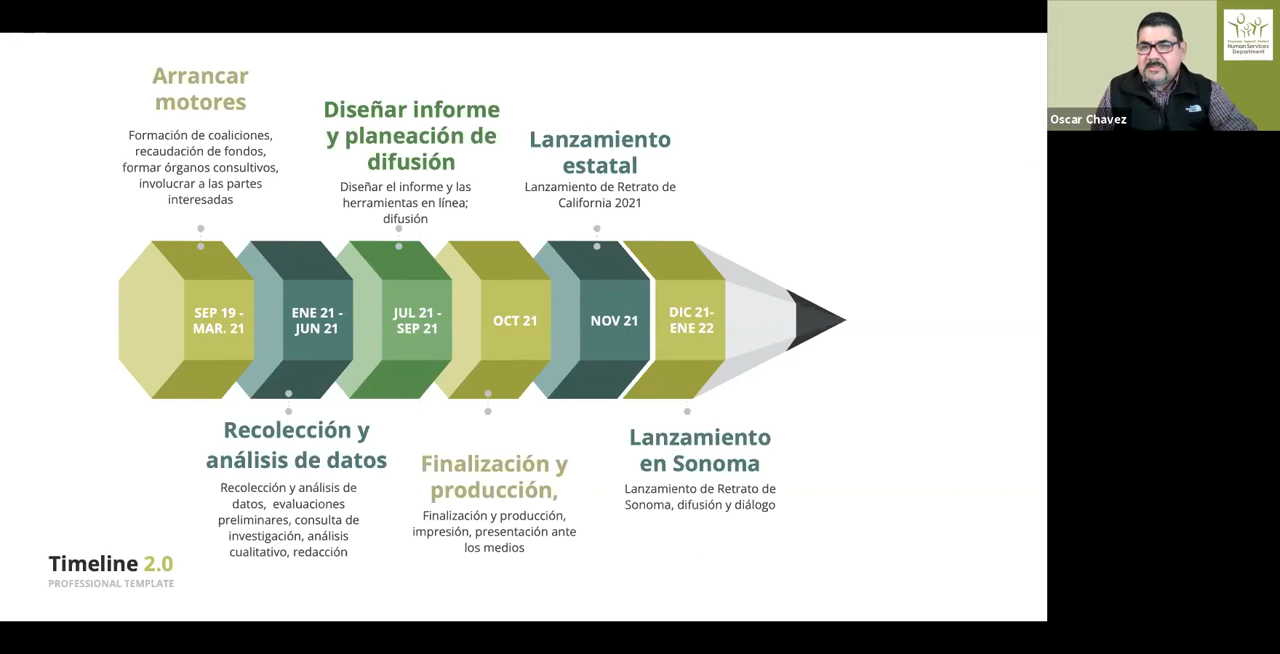 Arrancar
motores
Formación de coaliciones,
recaudación de fondos,
formar órganos consultivos,
involucrar a las partes
interesadas
Diseñar informe
y planeación de
difusión
Diseñar el informe y las
herramientas en línea;
difusión
Lanzamiento
estatal
Lanzamiento de Retrato de
California 2021
SEP 19 -
MAR. 21
ENE 21 -
JUN 21
JUL 21 -
SEP 21
OCT 21
NOV 21
DIC 21-
ENE 22
Recolección y
análisis de datos
Recolección y análisis de
datos, evaluaciones
preliminares, consulta de
investigación, análisis
cualitativo, redacción
Finalización y
producción,
Finalización y producción,
impresión, presentación ante
los medios
Lanzamiento
en Sonoma
Lanzamiento de Retrato de
Sonoma, difusión y diálogo
Timeline 2.0
PROFESSIONAL TEMPLATE
Human Services
Department
Oscar Chavez